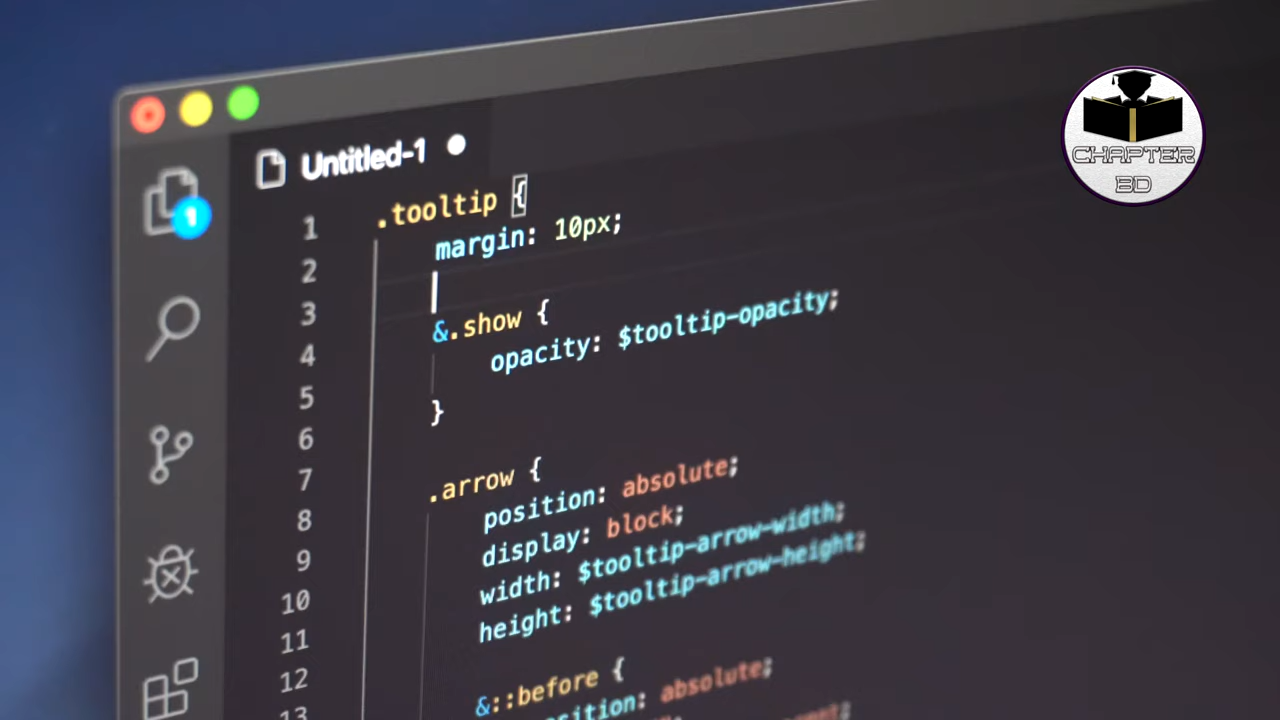 Untitled-1
CHAPTER
BD
1
1 .tooltip {
2 margin: 10px;
3
4 &.show {
5 opacity: $tooltip-opacity;
6 }
7
8 .arrow {
9 position: absolute;
10 display: block;
11 width: $tooltip-arrow-width;
12 height: $tooltip-arrow-height;
13
&::before {
position: absolute;